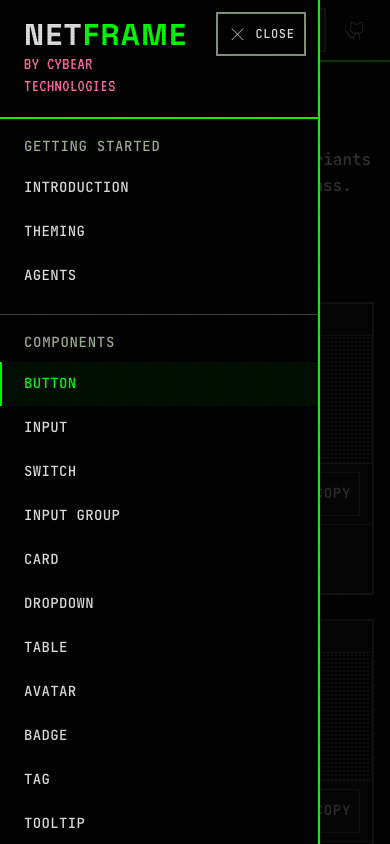 NETFRAME
BY CYBEAR
TECHNOLOGIES
CLOSE
GETTING STARTED
INTRODUCTION
THEMING
AGENTS
COMPONENTS
BUTTON
INPUT
SWITCH
INPUT GROUP
CARD
DROPDOWN
TABLE
AVATAR
BADGE
TAG
TOOLTIP